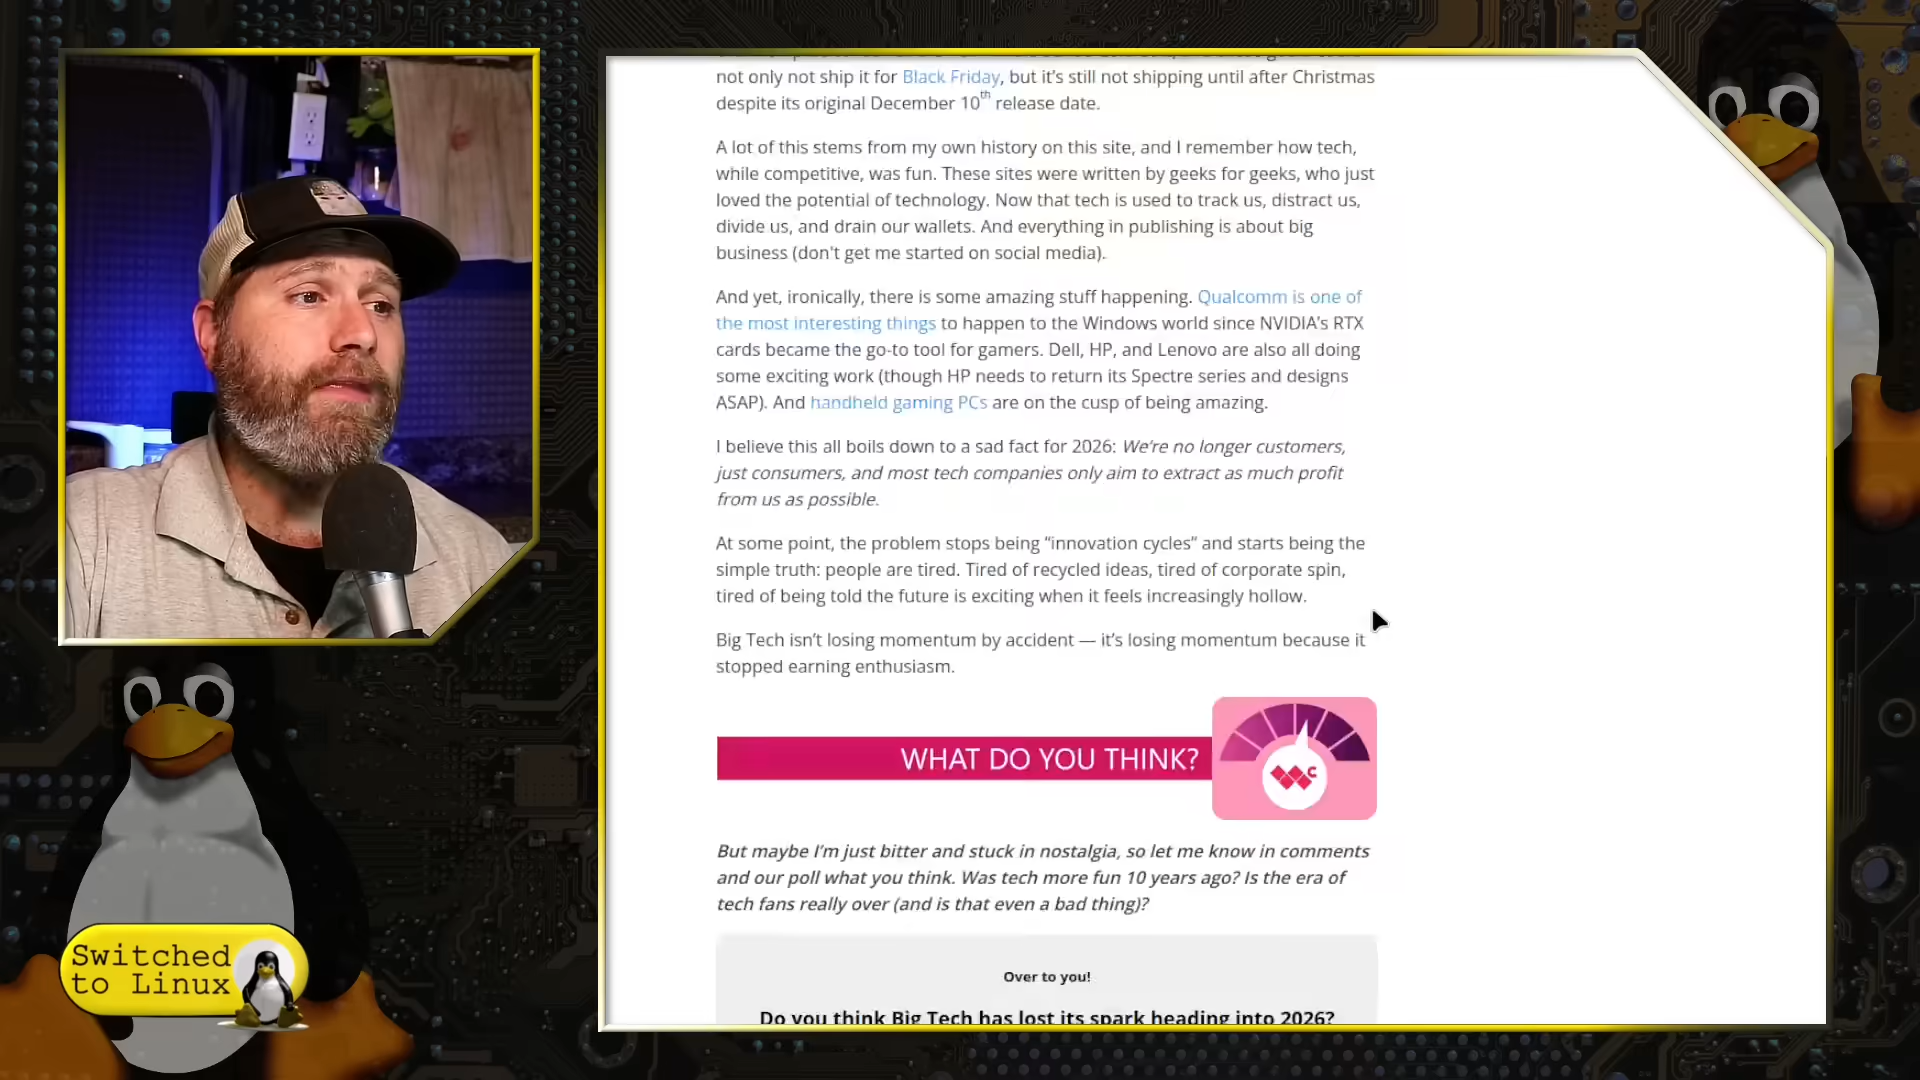 not only not ship it for Black Friday, but it’s still not shipping until after Christmas
despite its original December 10th release date.
A lot of this stems from my own history on this site, and I remember how tech,
while competitive, was fun. These sites were written by geeks for geeks, who just
loved the potential of technology. Now that tech is used to track us, distract us,
divide us, and drain our wallets. And everything in publishing is about big
business (don't get me started on social media).
And yet, ironically, there is some amazing stuff happening. Qualcomm is one of
the most interesting things to happen to the Windows world since NVIDIA’s RTX
cards became the go-to tool for gamers. Dell, HP, and Lenovo are also all doing
some exciting work (though HP needs to return its Spectre series and designs
ASAP). And handheld gaming PCs are on the cusp of being amazing.
I believe this all boils down to a sad fact for 2026: We’re no longer customers,
just consumers, and most tech companies only aim to extract as much profit
from us as possible.
At some point, the problem stops being “innovation cycles” and starts being the
simple truth: people are tired. Tired of recycled ideas, tired of corporate spin,
tired of being told the future is exciting when it feels increasingly hollow.
Big Tech isn’t losing momentum by accident — it’s losing momentum because it
stopped earning enthusiasm.
WHAT DO YOU THINK?
But maybe I’m just bitter and stuck in nostalgia, so let me know in comments
and our poll what you think. Was tech more fun 10 years ago? Is the era of
tech fans really over (and is that even a bad thing)?
Over to you!
Do you think Big Tech has lost its spark heading into 2026?
Switched
to Linux